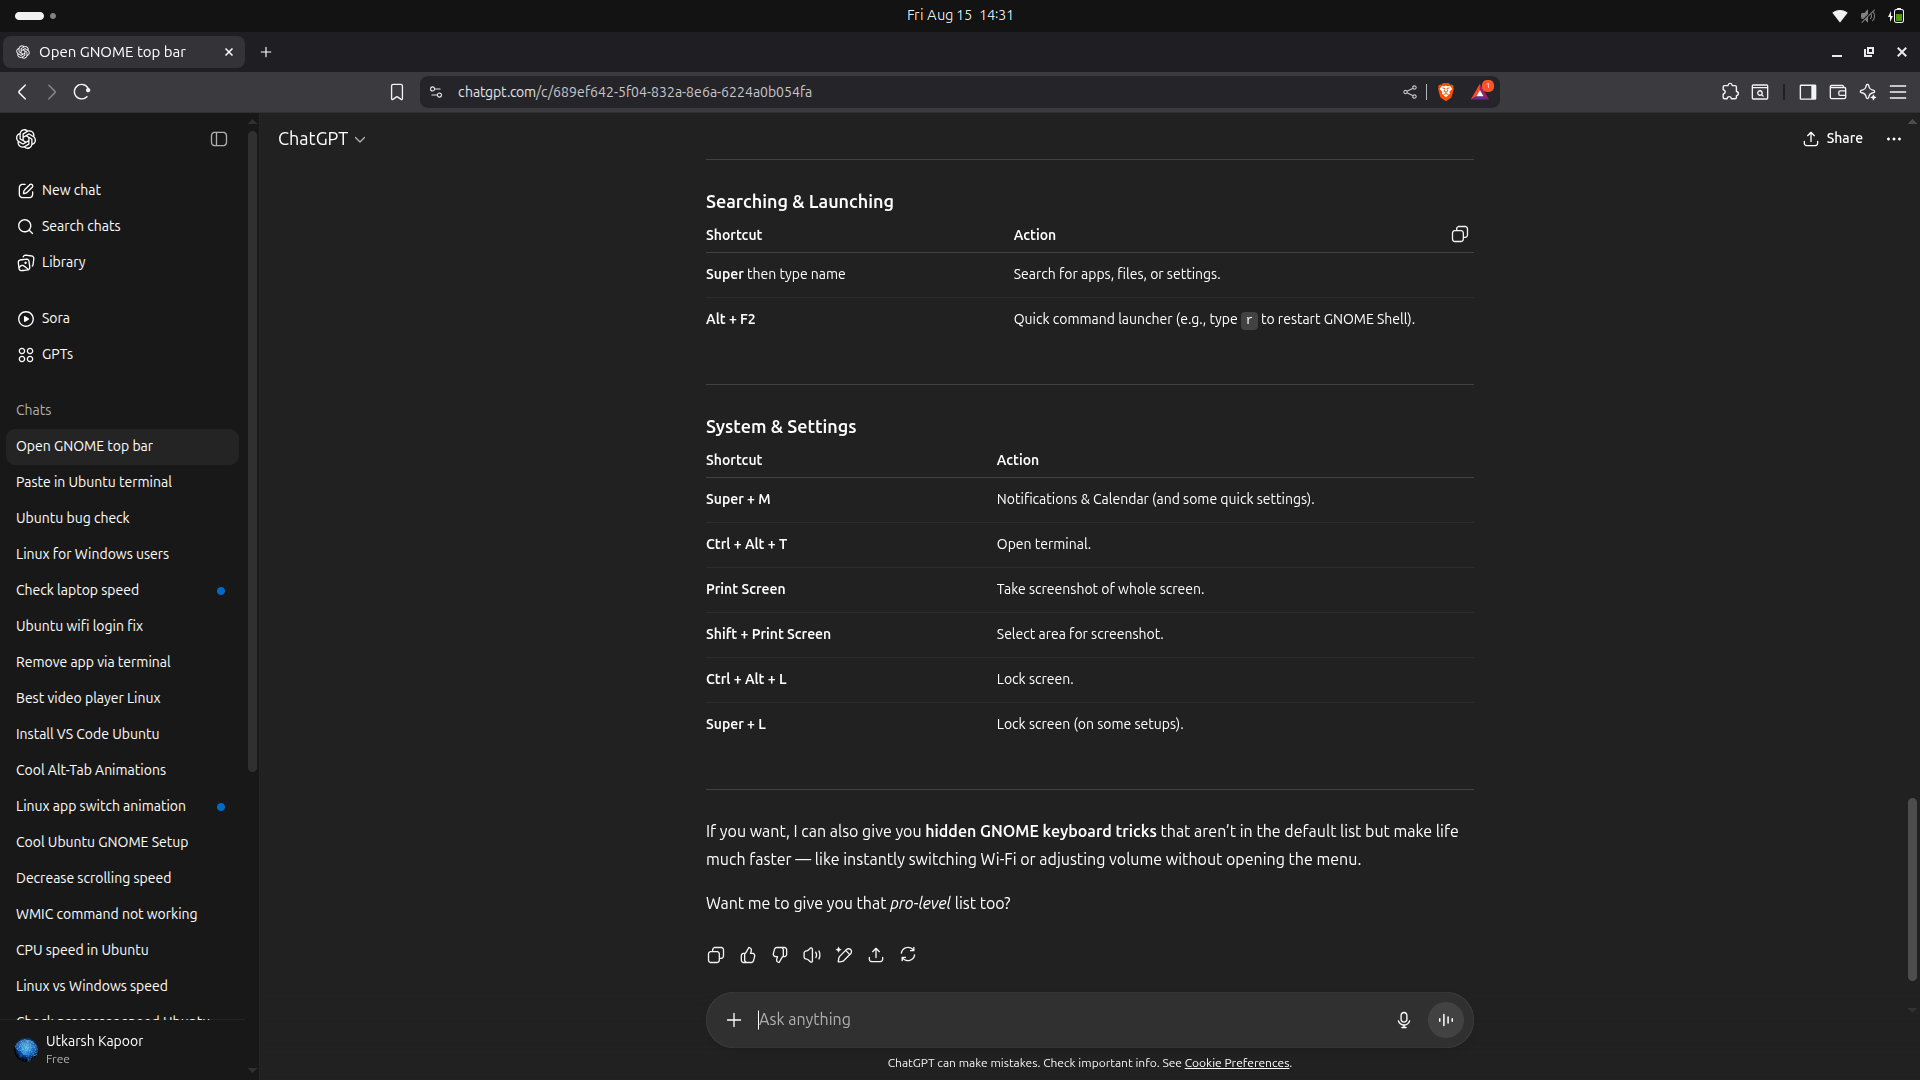 Fri Aug 15 14:31
Open GNOME top bar
chatgpt.com/c/689ef642-5f04-832a-8e6a-6224a0b054fa
1
ChatGPT
Share
New chat
Search chats
Library
Sora
GPTs
Chats
Open GNOME top bar
Paste in Ubuntu terminal
Ubuntu bug check
Linux for Windows users
Check laptop speed
Ubuntu wifi login fix
Remove app via terminal
Best video player Linux
Install VS Code Ubuntu
Cool Alt-Tab Animations
Linux app switch animation
Cool Ubuntu GNOME Setup
Decrease scrolling speed
WMIC command not working
CPU speed in Ubuntu
Linux vs Windows speed
Utkarsh Kapoor
Free
Searching & Launching
Shortcut Action
Super then type name Search for apps, files, or settings.
Alt + F2 Quick command launcher (e.g., type r to restart GNOME Shell).
System & Settings
Shortcut Action
Super + M Notifications & Calendar (and some quick settings).
Ctrl + Alt + T Open terminal.
Print Screen Take screenshot of whole screen.
Shift + Print Screen Select area for screenshot.
Ctrl + Alt + L Lock screen.
Super + L Lock screen (on some setups).
If you want, I can also give you hidden GNOME keyboard tricks that aren’t in the default list but make life
much faster — like instantly switching Wi-Fi or adjusting volume without opening the menu.
Want me to give you that pro-level list too?
Ask anything
ChatGPT can make mistakes. Check important info. See Cookie Preferences.